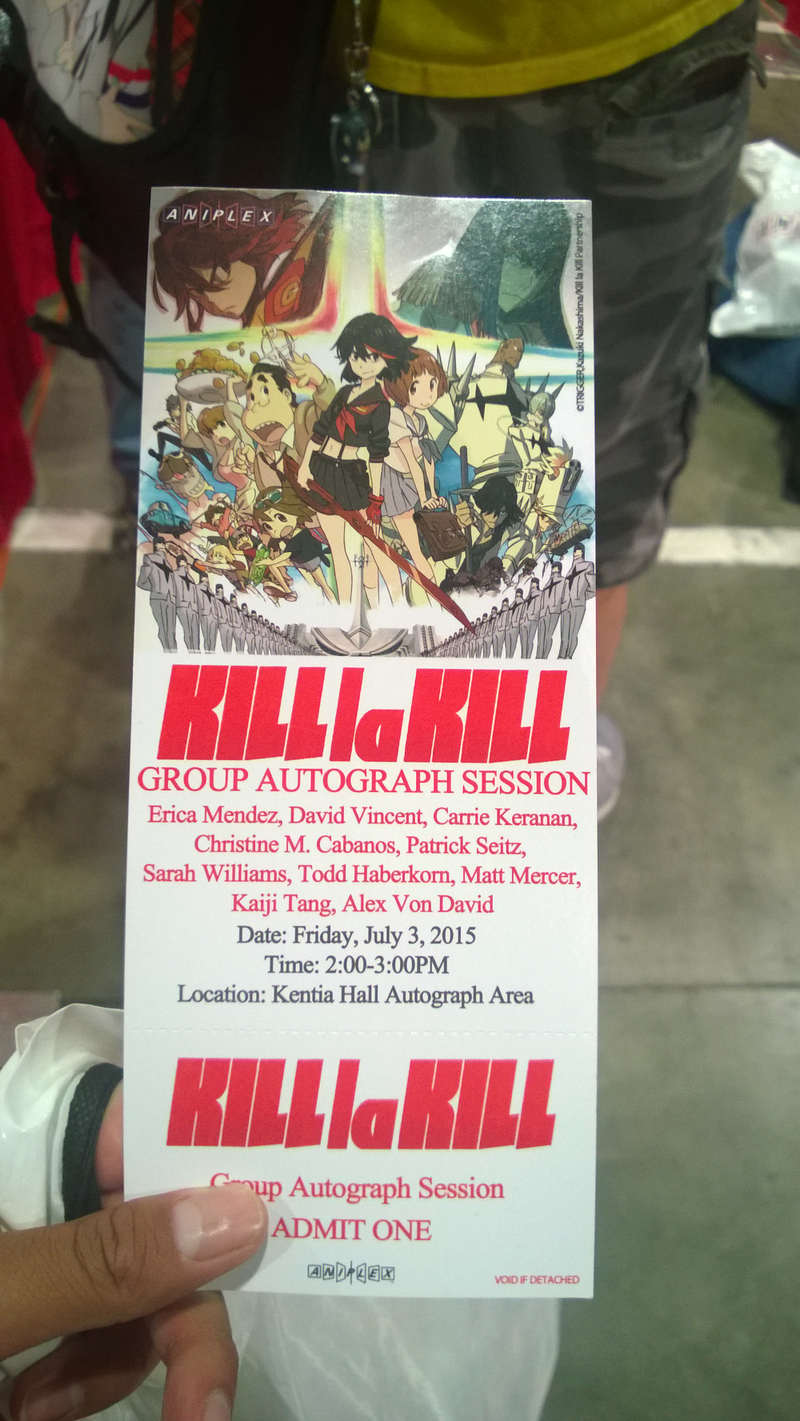 ANIPLEX
©TRIGGER,Kazuki Nakashima/Kill la Kill Partnership
KILL la KILL
GROUP AUTOGRAPH SESSION
Erica Mendez, David Vincent, Carrie Keranan,
Christine M. Cabanos, Patrick Seitz,
Sarah Williams, Todd Haberkorn, Matt Mercer,
Kaiji Tang, Alex Von David
Date: Friday, July 3, 2015
Time: 2:00-3:00PM
Location: Kentia Hall Autograph Area
KILL la KILL
Group Autograph Session
ADMIT ONE
ANIPLEX
VOID IF DETACHED